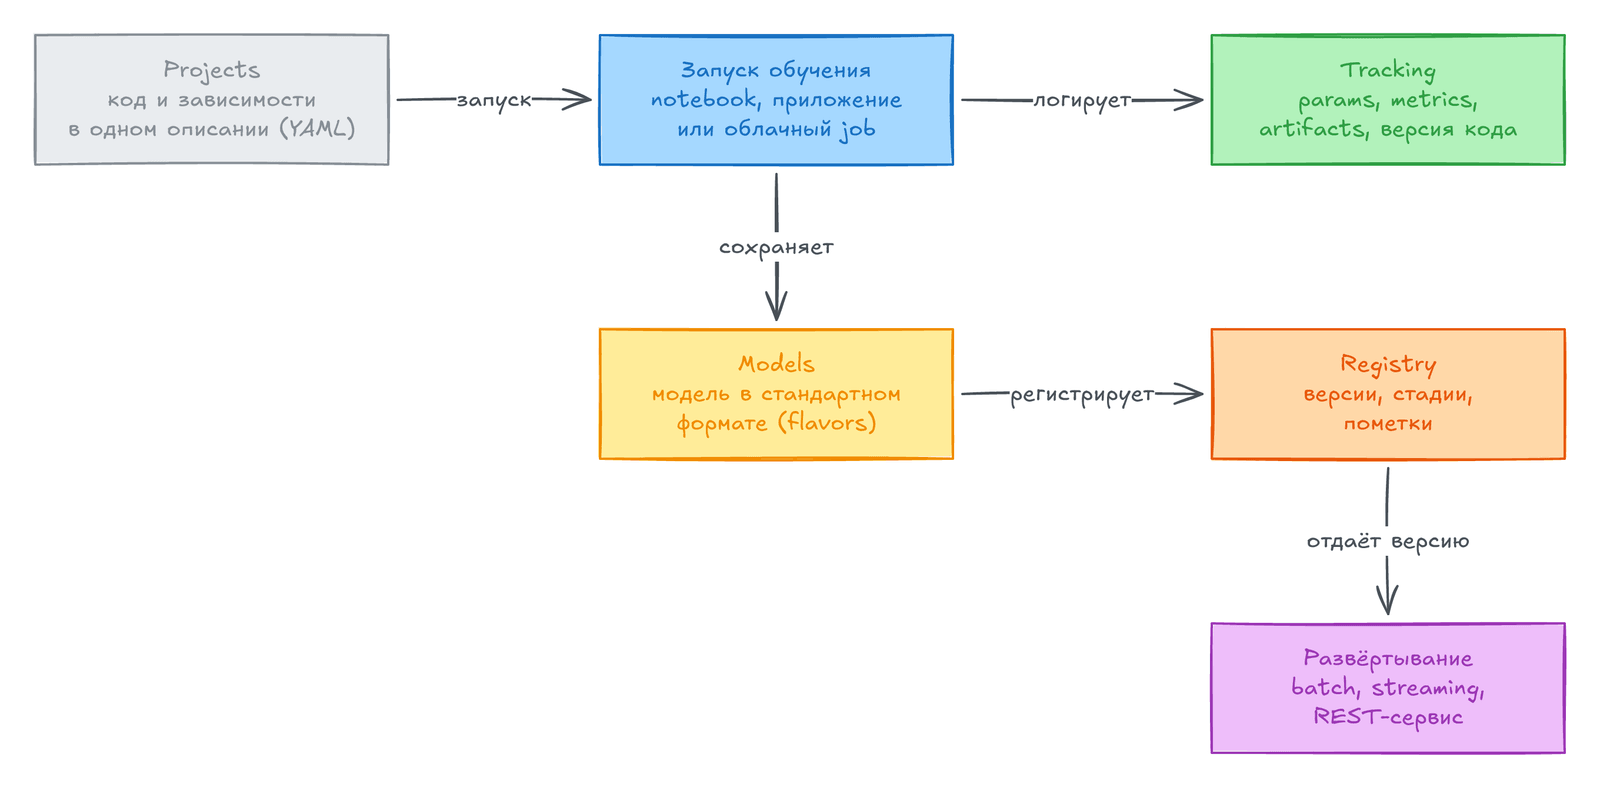 Projects
код и зависимости
в одном описании (YAML)
запуск
Запуск обучения
notebook, приложение
или облачный job
логирует
Tracking
params, metrics,
artifacts, версия кода
сохраняет
Models
модель в стандартном
формате (flavors)
регистрирует
Registry
версии, стадии,
пометки
отдаёт версию
Развёртывание
batch, streaming,
REST-сервис